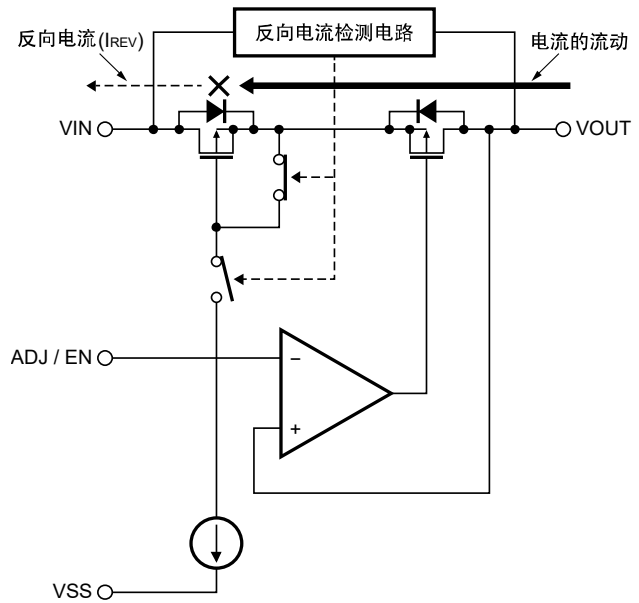 反向电流检测电路
反向电流(IREV)
电流的流动
VIN
VOUT
ADJ / EN
−
+
VSS